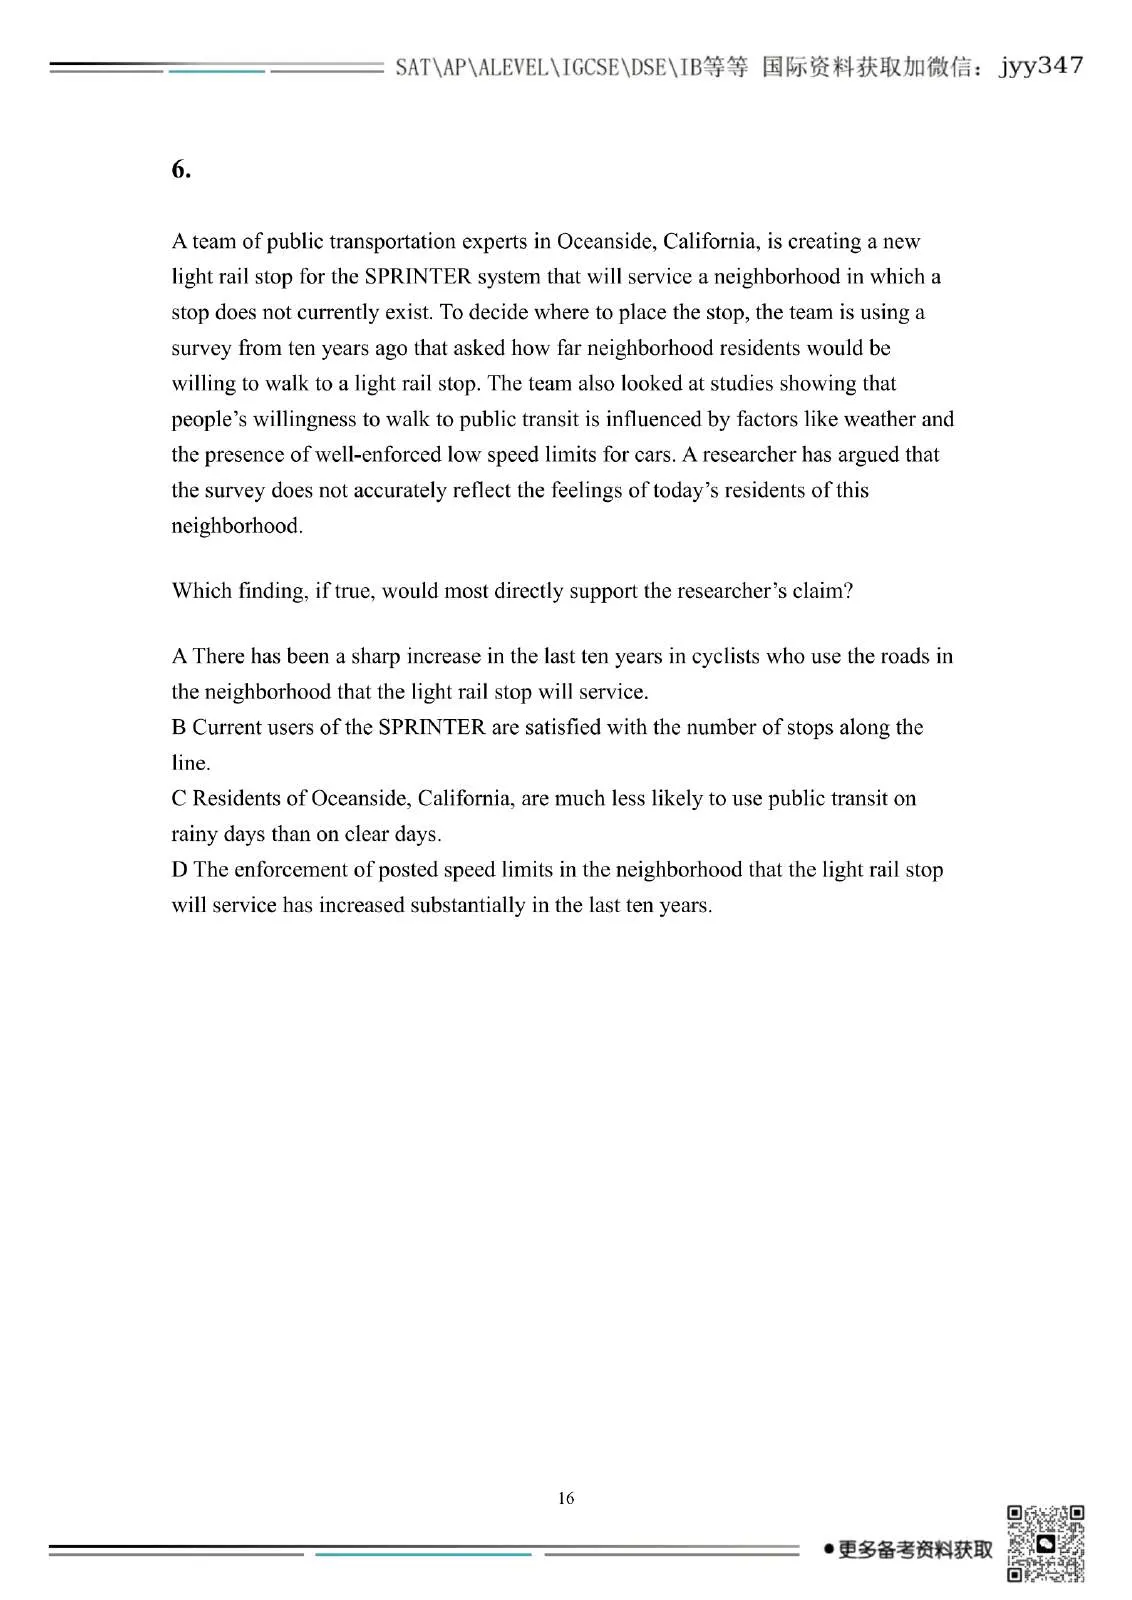 SAT\AP\ALEVEL\IGCSE\DSE\IB等等 国际资料获取加微信：jyy347
6.
A team of public transportation experts in Oceanside, California, is creating a new
light rail stop for the SPRINTER system that will service a neighborhood in which a
stop does not currently exist. To decide where to place the stop, the team is using a
survey from ten years ago that asked how far neighborhood residents would be
willing to walk to a light rail stop. The team also looked at studies showing that
people’s willingness to walk to public transit is influenced by factors like weather and
the presence of well-enforced low speed limits for cars. A researcher has argued that
the survey does not accurately reflect the feelings of today’s residents of this
neighborhood.
Which finding, if true, would most directly support the researcher’s claim?
A There has been a sharp increase in the last ten years in cyclists who use the roads in
the neighborhood that the light rail stop will service.
B Current users of the SPRINTER are satisfied with the number of stops along the
line.
C Residents of Oceanside, California, are much less likely to use public transit on
rainy days than on clear days.
D The enforcement of posted speed limits in the neighborhood that the light rail stop
will service has increased substantially in the last ten years.
16
●更多备考资料获取